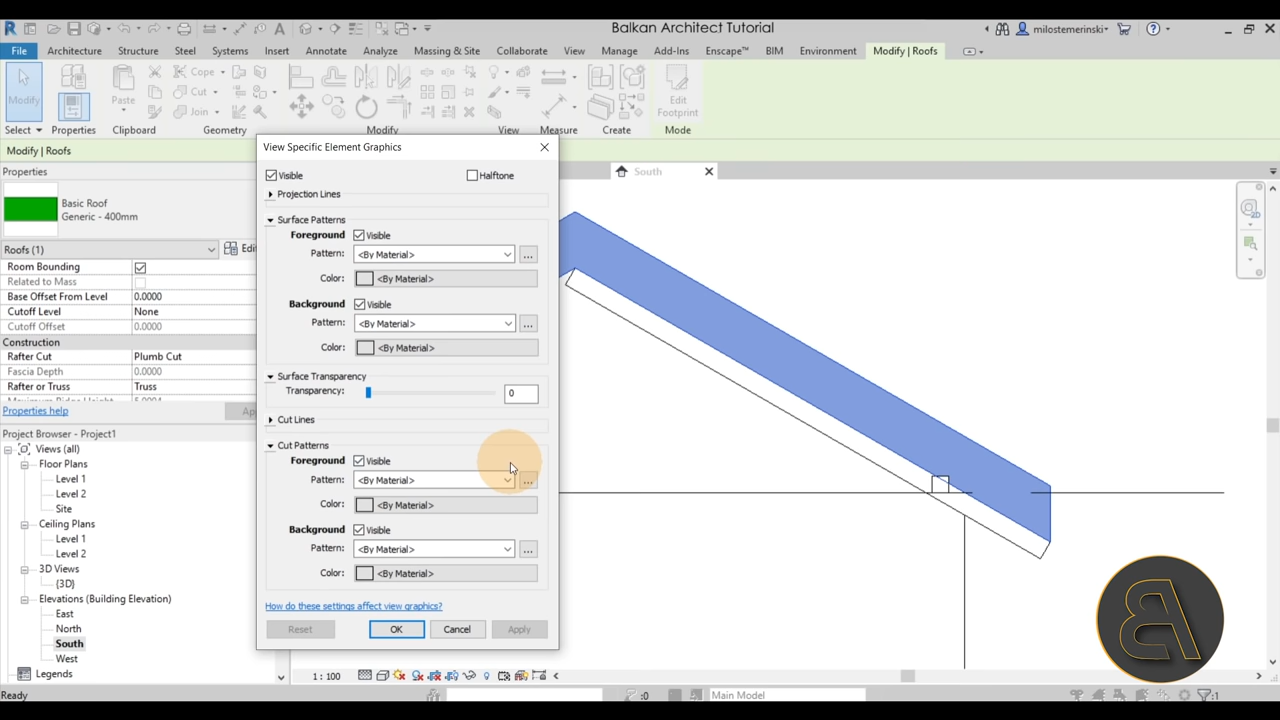 Balkan Architect Tutorial
milostemerinski
File Architecture Structure Steel Systems Insert Annotate Analyze Massing & Site Collaborate View Manage Add-Ins Enscape™ BIM Environment Modify | Roofs
Modify
Paste
Cope
Cut
Join
Edit
Footprint
Select Properties Clipboard Geometry Modify View Measure Create Mode
Modify | Roofs
Properties
Basic Roof
Generic - 400mm
Roofs (1)
Edi
Room Bounding
Related to Mass
Base Offset From Level 0.0000
Cutoff Level None
Cutoff Offset 0.0000
Construction
Rafter Cut Plumb Cut
Fascia Depth 0.0000
Rafter or Truss Truss
Properties help
Ap
Project Browser - Project1
Views (all)
Floor Plans
Level 1
Level 2
Site
Ceiling Plans
Level 1
Level 2
3D Views
{3D}
Elevations (Building Elevation)
East
North
South
West
Legends
View Specific Element Graphics
Visible
Halftone
Projection Lines
Surface Patterns
Foreground Visible
Pattern: <By Material> ...
Color: <By Material>
Background Visible
Pattern: <By Material> ...
Color: <By Material>
Surface Transparency
Transparency: 0
Cut Lines
Cut Patterns
Foreground Visible
Pattern: <By Material> ...
Color: <By Material>
Background Visible
Pattern: <By Material> ...
Color: <By Material>
How do these settings affect view graphics?
Reset OK Cancel Apply
South
1 : 100
Ready
:0
Main Model
:1